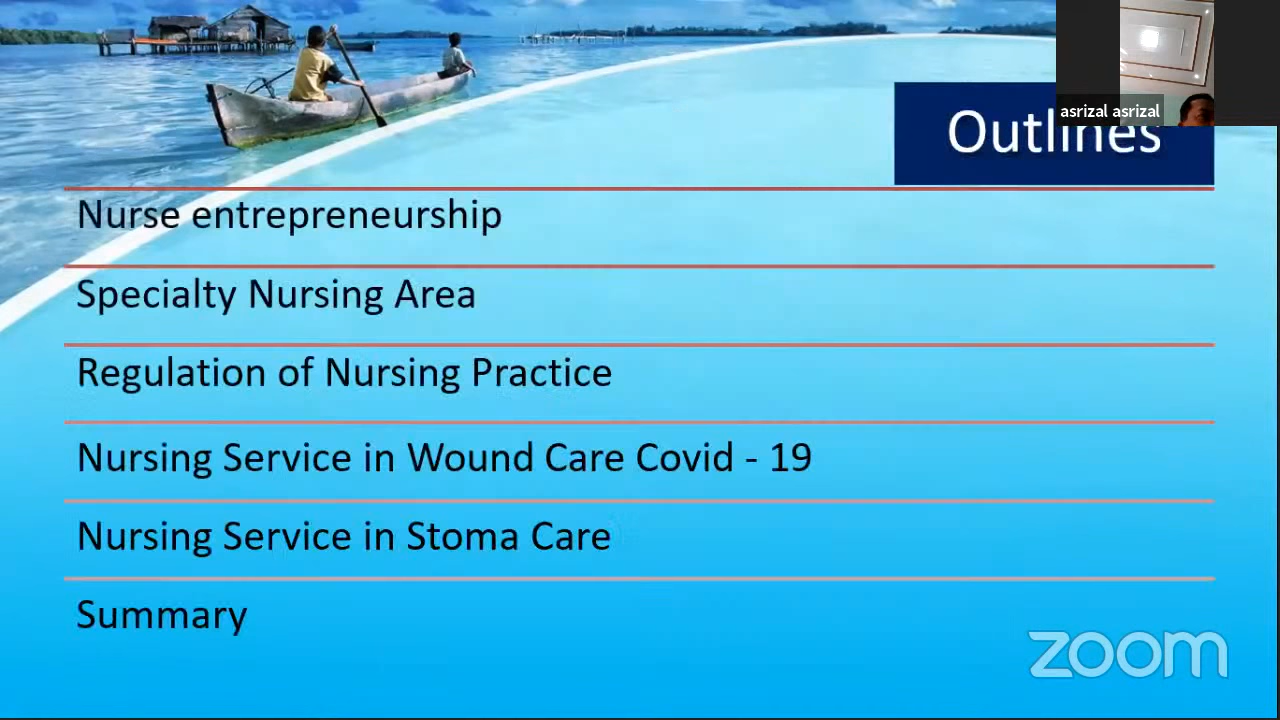 asrizal asrizal
Outlines
Nurse entrepreneurship
Specialty Nursing Area
Regulation of Nursing Practice
Nursing Service in Wound Care Covid - 19
Nursing Service in Stoma Care
Summary
zoom